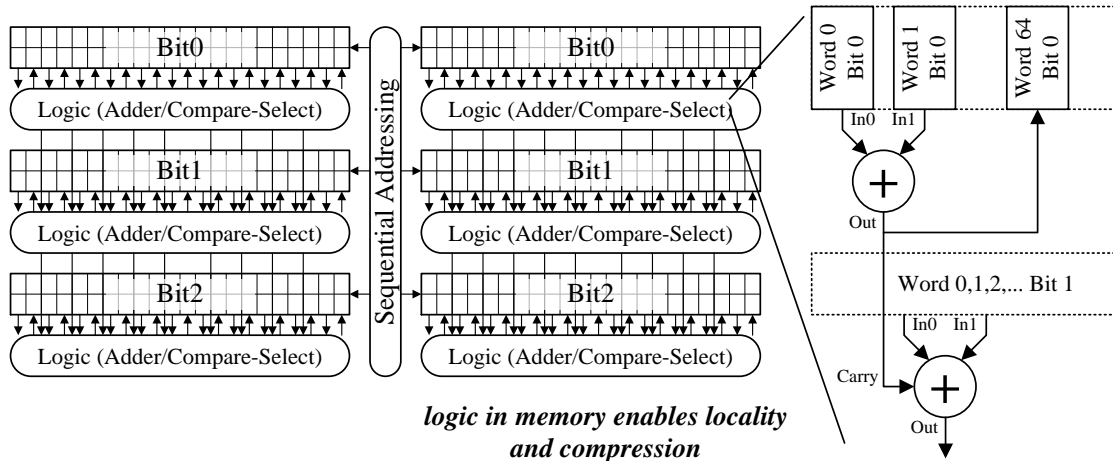 Bit0
Logic (Adder/Compare-Select)
Bit1
Logic (Adder/Compare-Select)
Bit2
Logic (Adder/Compare-Select)
Sequential Addressing
Bit0
Logic (Adder/Compare-Select)
Bit1
Logic (Adder/Compare-Select)
Bit2
Logic (Adder/Compare-Select)
logic in memory enables locality
and compression
Word 0
Bit 0
Word 1
Bit 0
Word 64
Bit 0
In0
In1
+
Out
Word 0,1,2,... Bit 1
In0
In1
Carry
+
Out